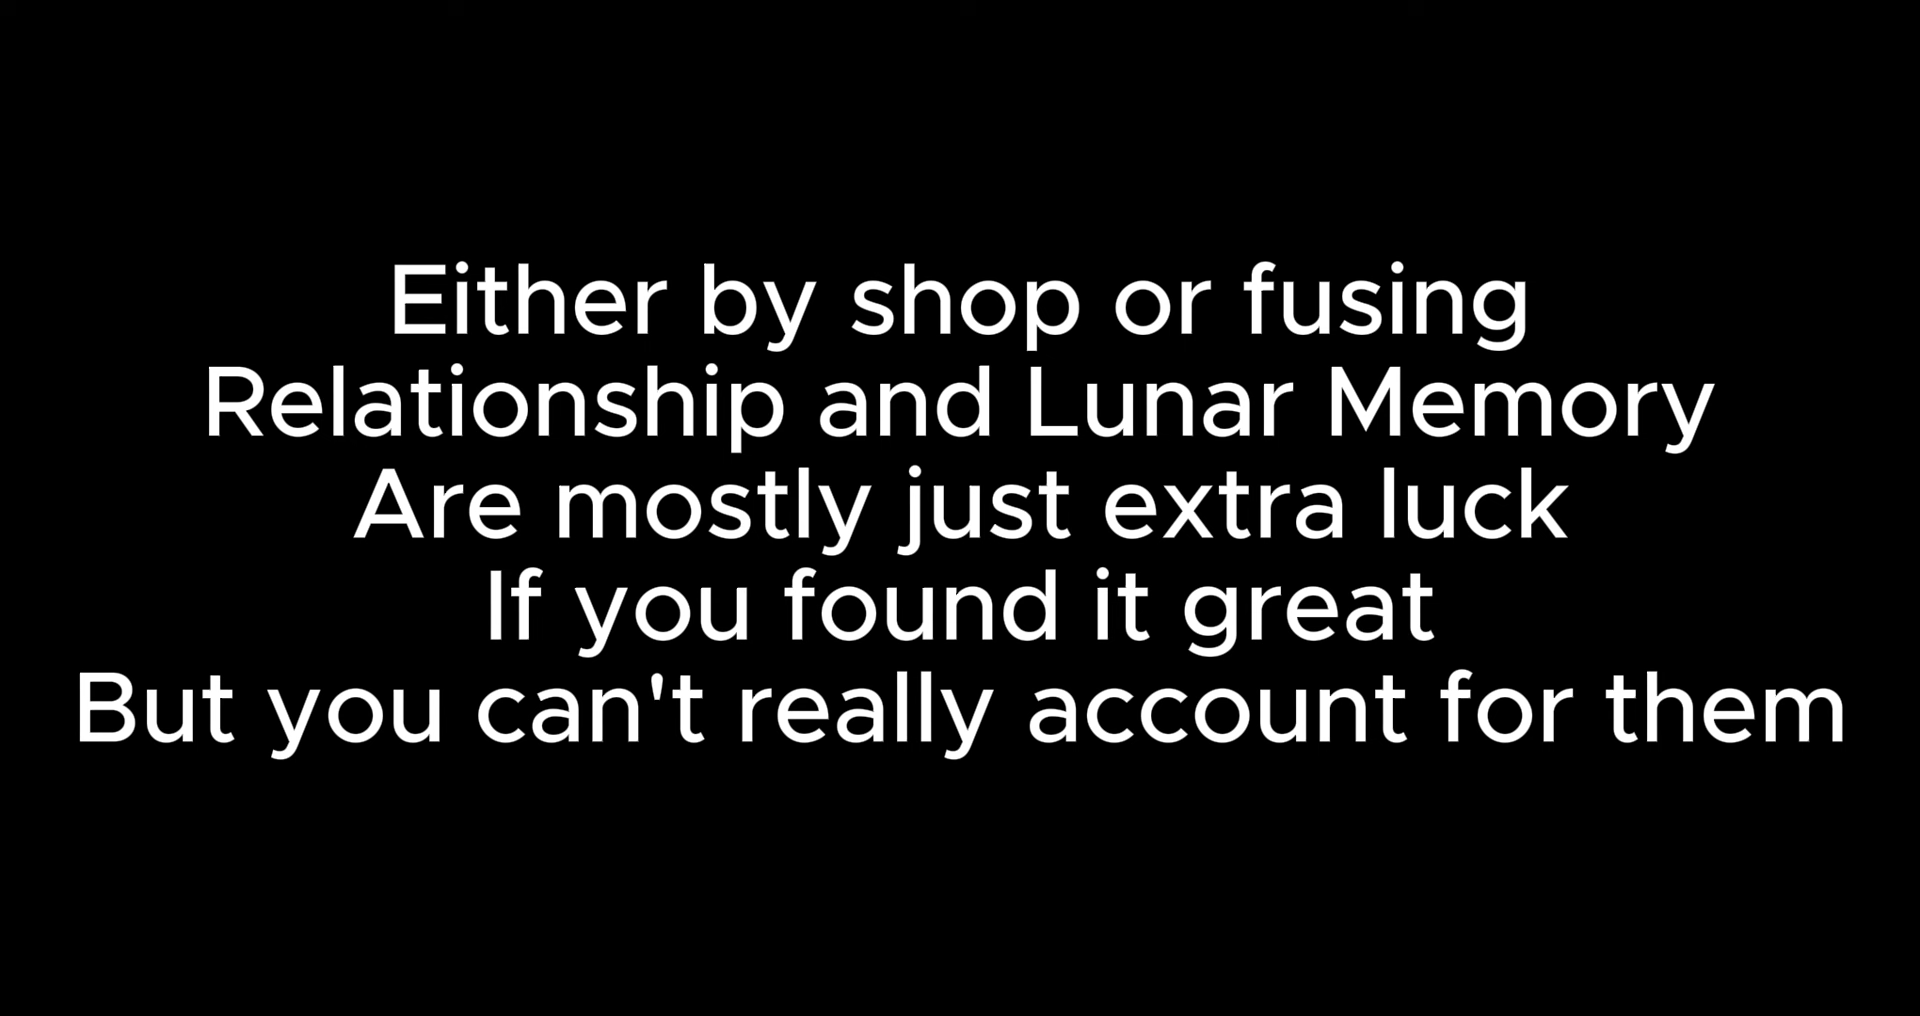 Either by shop or fusing
Relationship and Lunar Memory
Are mostly just extra luck
If you found it great
But you can't really account for them